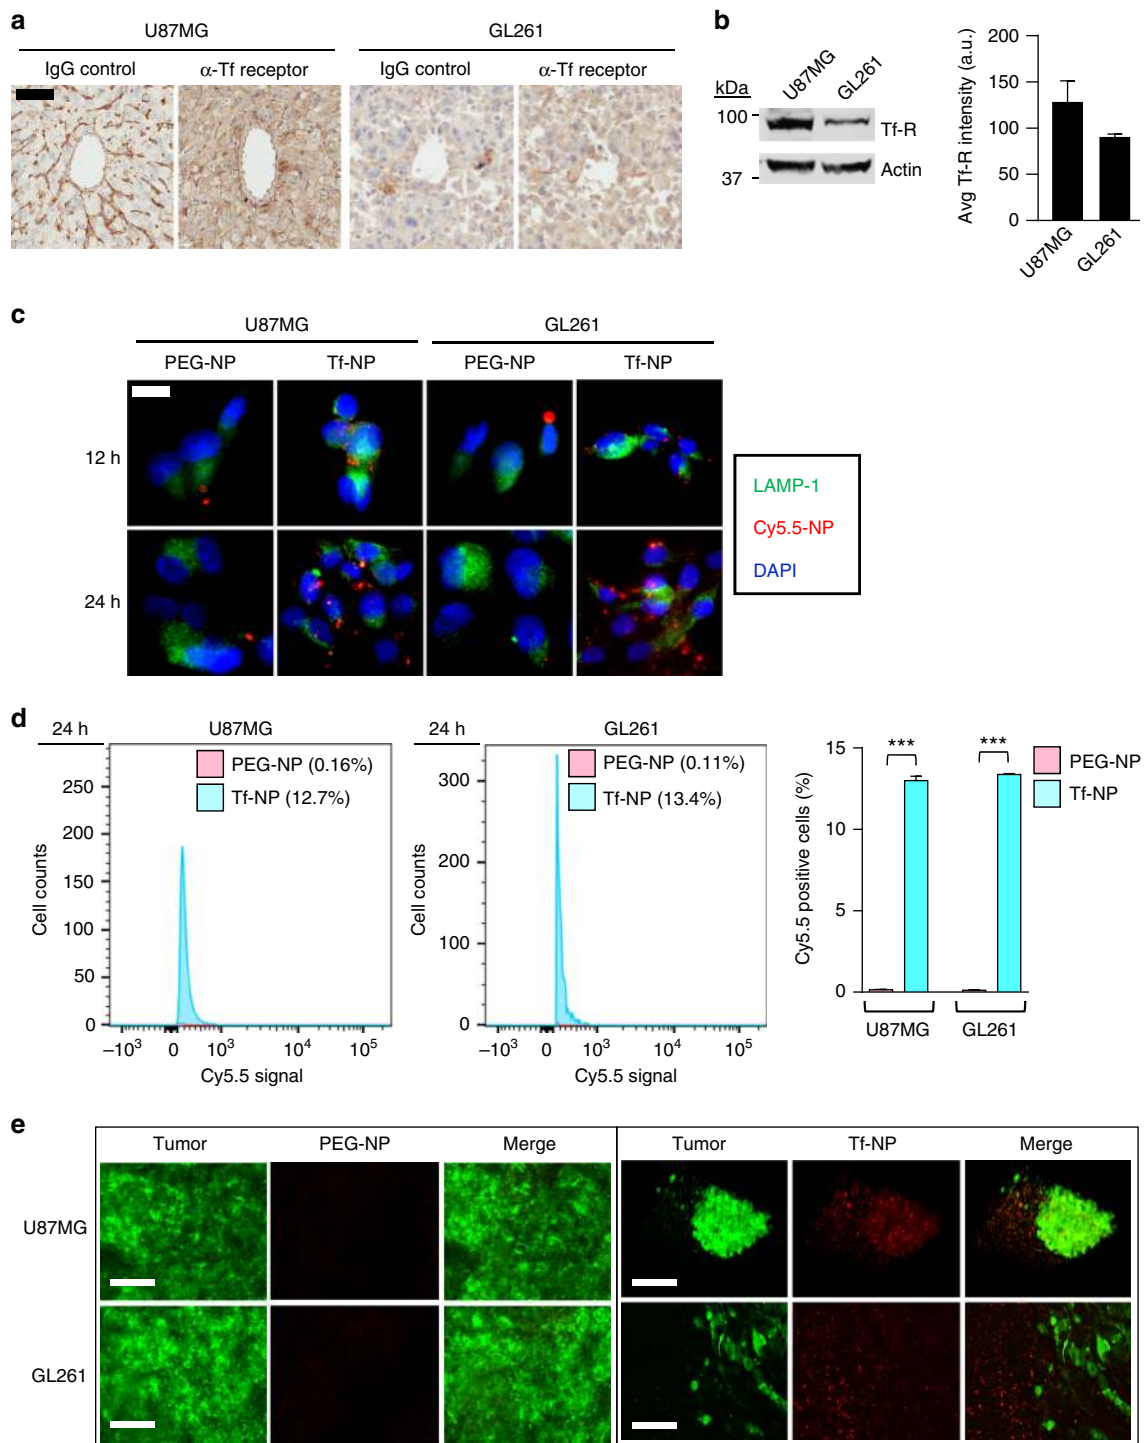 a
U87MG
GL261
IgG control
α-Tf receptor
IgG control
α-Tf receptor
b
kDa
U87MG
GL261
100
Tf-R
37
Actin
Avg Tf-R intensity (a.u.)
200
150
100
50
0
U87MG
GL261
c
U87MG
GL261
PEG-NP
Tf-NP
PEG-NP
Tf-NP
12 h
24 h
LAMP-1
Cy5.5-NP
DAPI
d
24 h
U87MG
PEG-NP (0.16%)
Tf-NP (12.7%)
Cell counts
250
200
150
100
50
0
−10³ 0 10³ 10⁴ 10⁵
Cy5.5 signal
24 h
GL261
PEG-NP (0.11%)
Tf-NP (13.4%)
Cell counts
300
200
100
0
−10³ 0 10³ 10⁴ 10⁵
Cy5.5 signal
Cy5.5 positive cells (%)
15
10
5
0
*** ***
PEG-NP
Tf-NP
U87MG GL261
e
Tumor PEG-NP Merge
Tumor Tf-NP Merge
U87MG
GL261